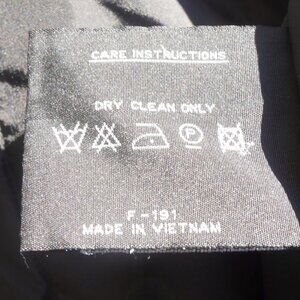 CARE INSTRUCTIONS
DRY CLEAN ONLY
P
F-191
MADE IN VIETNAM